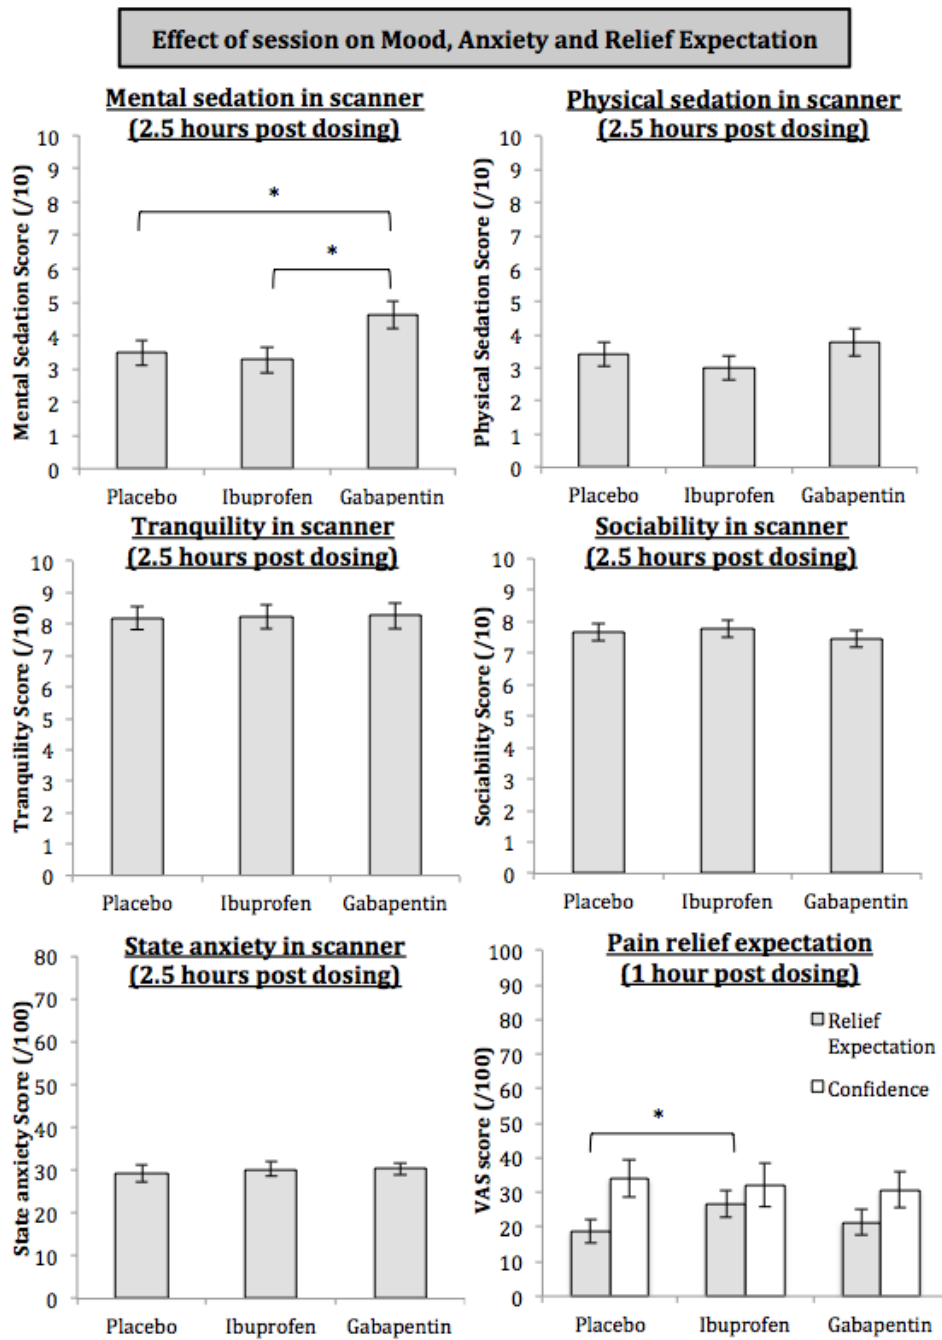 Effect of session on Mood, Anxiety and Relief Expectation
Mental sedation in scanner
(2.5 hours post dosing)
Mental Sedation Score (/10)
10
9
8
7
6
5
4
3
2
1
0
*
*
Placebo Ibuprofen Gabapentin
Physical sedation in scanner
(2.5 hours post dosing)
Physical Sedation Score (/10)
10
9
8
7
6
5
4
3
2
1
0
Placebo Ibuprofen Gabapentin
Tranquility in scanner
(2.5 hours post dosing)
Tranquility Score (/10)
10
9
8
7
6
5
4
3
2
1
0
Placebo Ibuprofen Gabapentin
Sociability in scanner
(2.5 hours post dosing)
Sociability Score (/10)
10
9
8
7
6
5
4
3
2
1
0
Placebo Ibuprofen Gabapentin
State anxiety in scanner
(2.5 hours post dosing)
State anxiety Score (/100)
80
70
60
50
40
30
20
10
0
Placebo Ibuprofen Gabapentin
Pain relief expectation
(1 hour post dosing)
VAS score (/100)
100
90
80
70
60
50
40
30
20
10
0
Relief
Expectation
Confidence
*
Placebo Ibuprofen Gabapentin